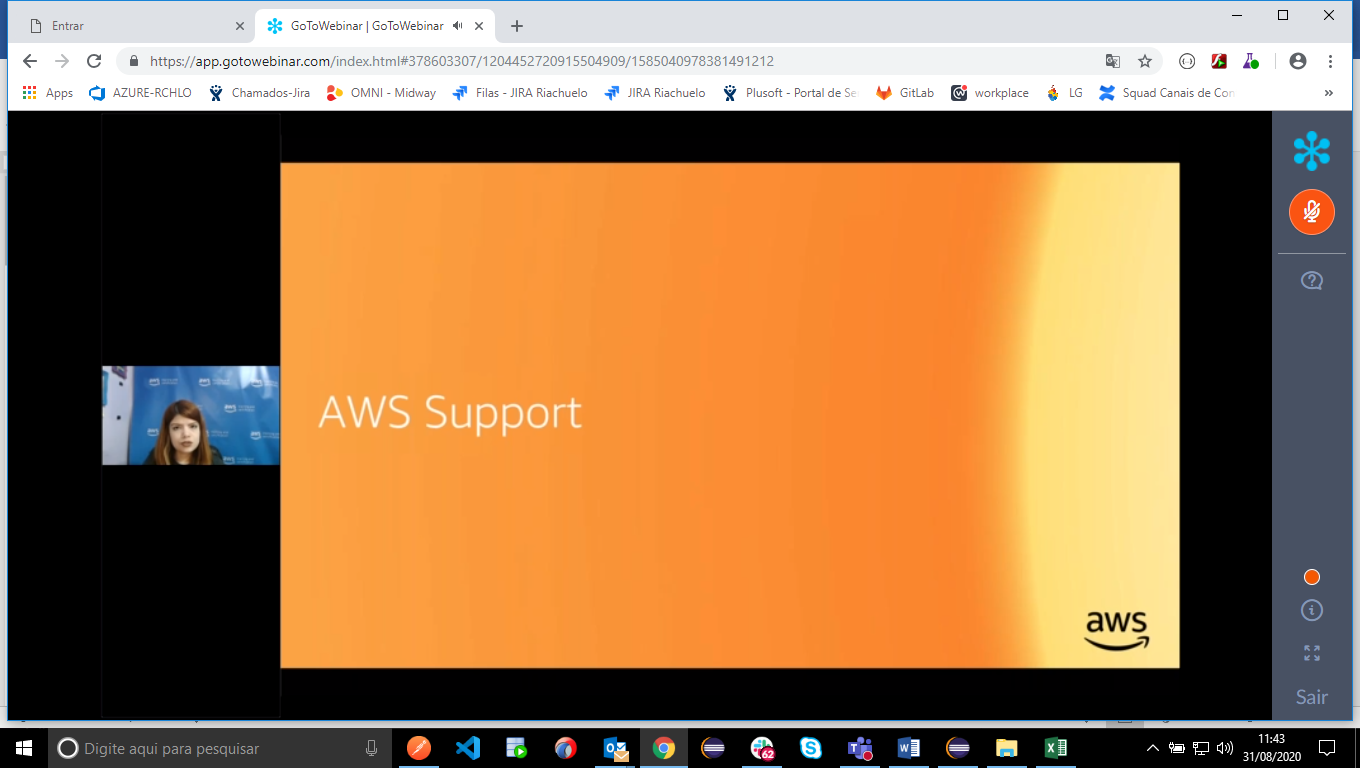 Entrar
GoToWebinar | GoToWebinar
https://app.gotowebinar.com/index.html#378603307/1204452720915504909/1585040978381491212
Apps
AZURE-RCHLO
Chamados-Jira
OMNI - Midway
Filas - JIRA Riachuelo
JIRA Riachuelo
Plusoft - Portal de Se
GitLab
workplace
LG
Squad Canais de Con
AWS Support
aws
Sair
Digite aqui para pesquisar
62
11:43
31/08/2020